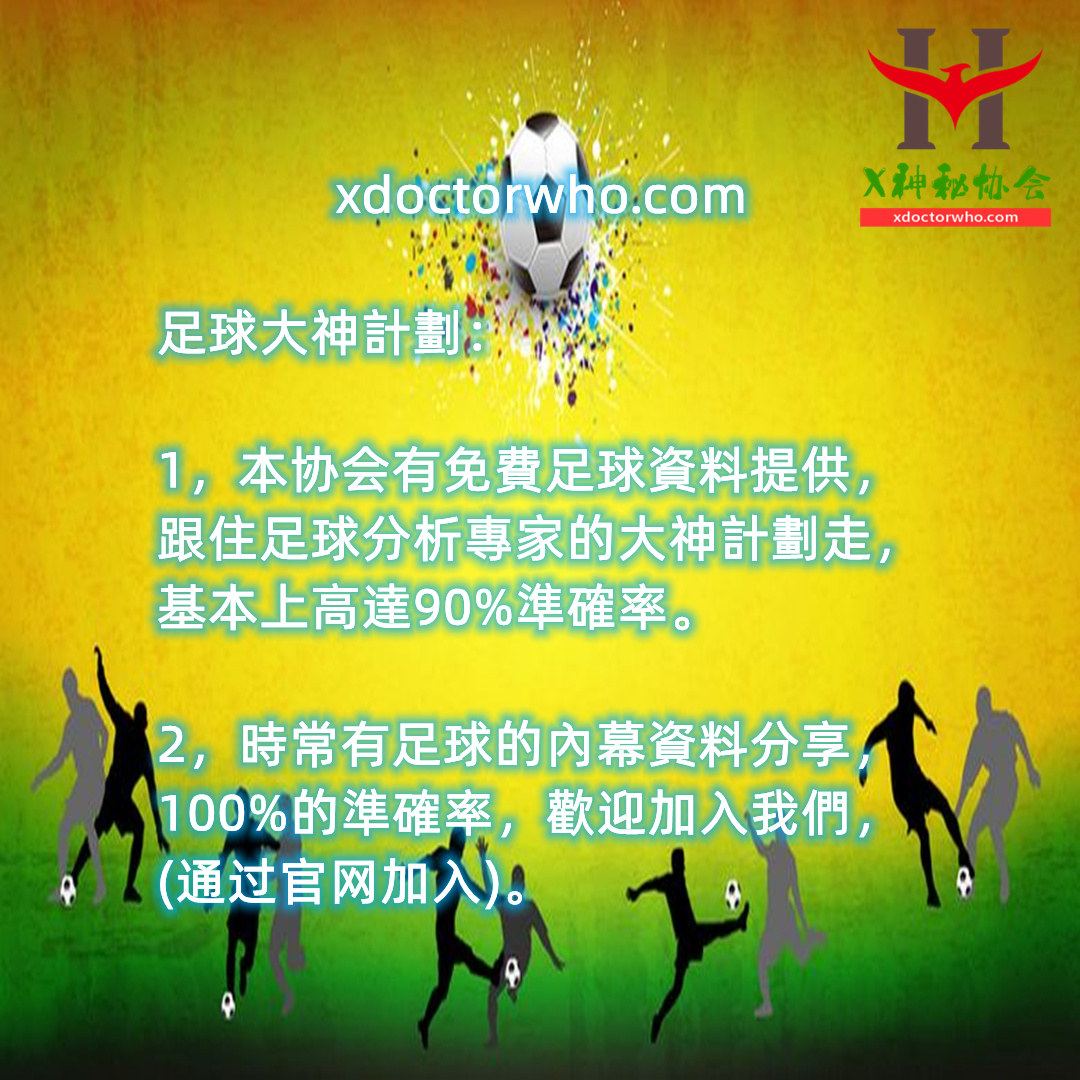 X神秘协会
xdoctorwho.com
xdoctorwho.com
足球大神計劃：
1，本协会有免費足球資料提供，
跟住足球分析專家的大神計劃走，
基本上高達90%準確率。
2，時常有足球的內幕資料分享，
100%的準確率，歡迎加入我們，
(通过官网加入)。